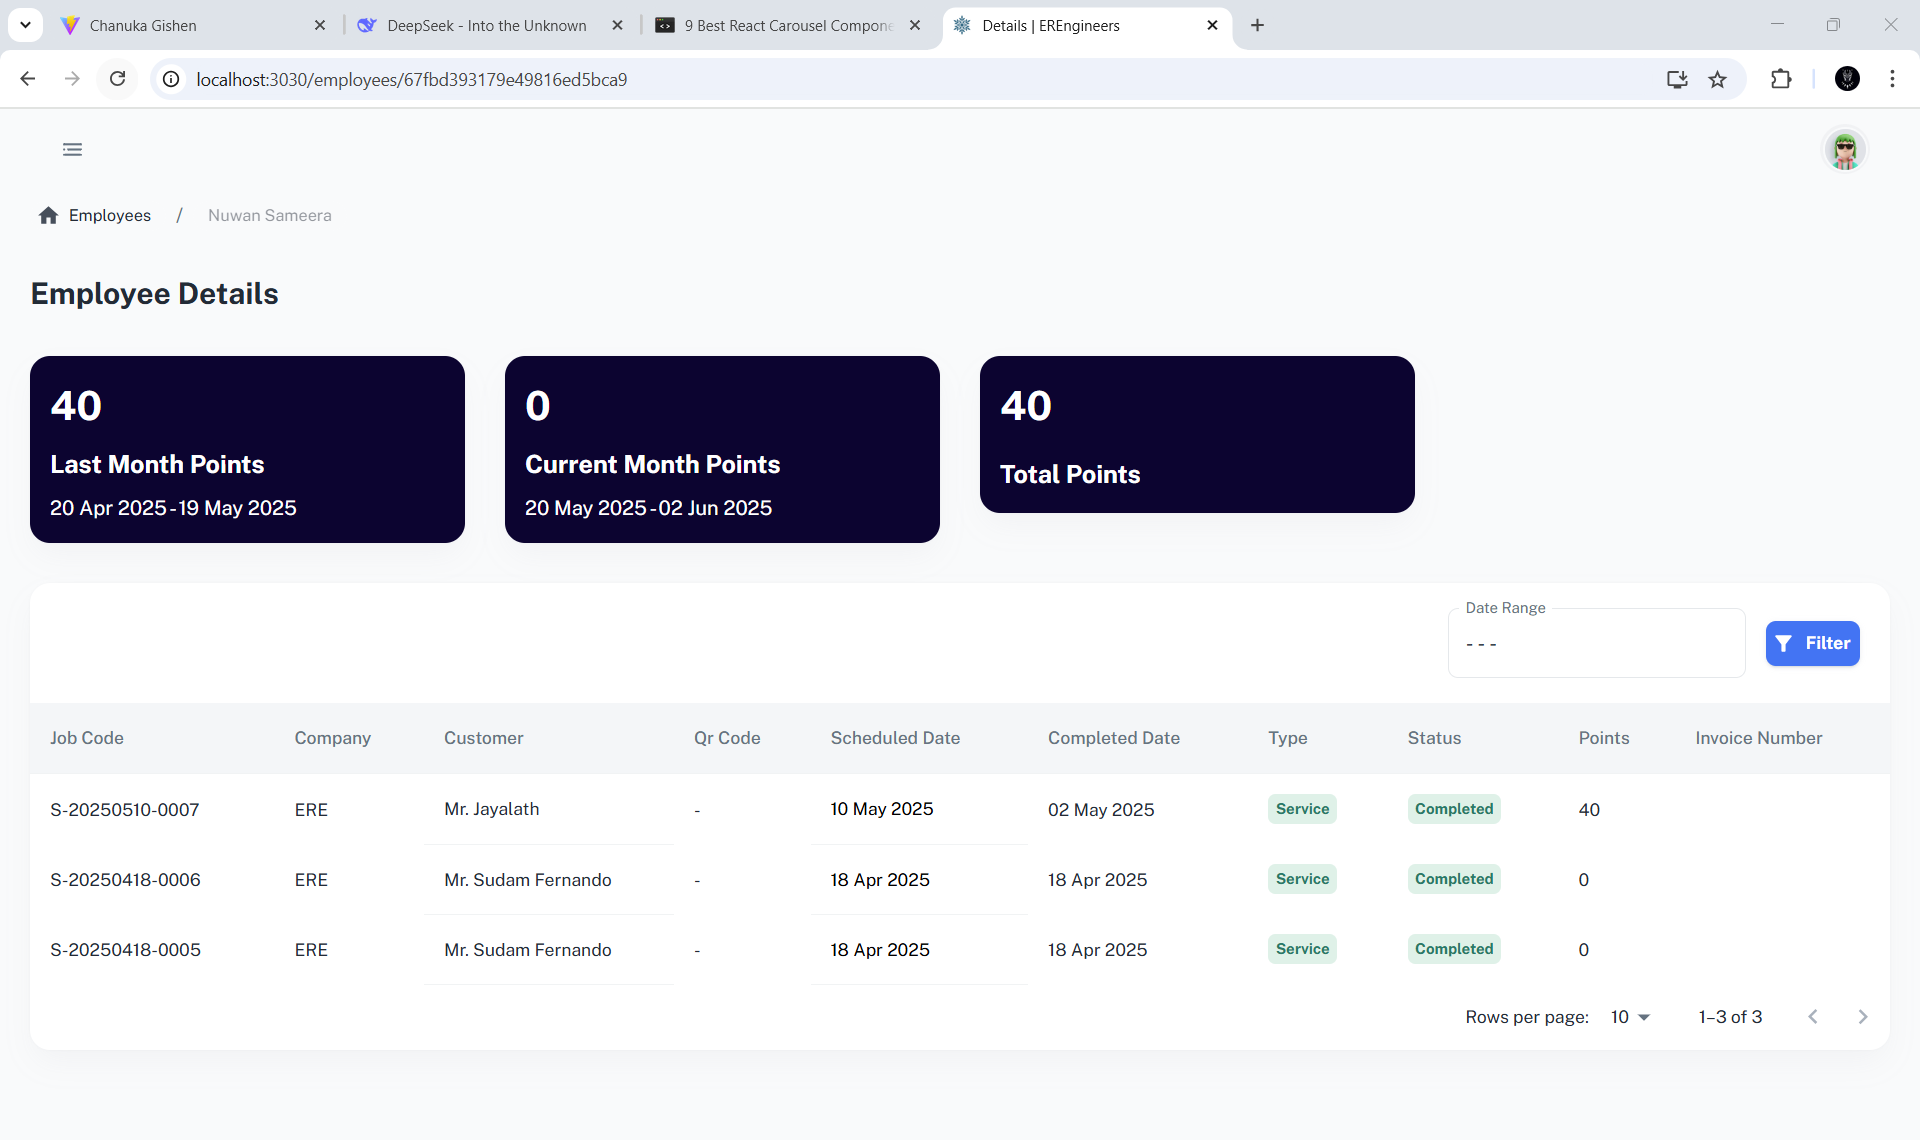 Chanuka Gishen
DeepSeek - Into the Unknown
9 Best React Carousel Compone
Details | EREngineers
localhost:3030/employees/67fbd393179e49816ed5bca9
Employees / Nuwan Sameera
Employee Details
40
Last Month Points
20 Apr 2025 - 19 May 2025
0
Current Month Points
20 May 2025 - 02 Jun 2025
40
Total Points
Date Range
- - -
Filter
Job Code Company Customer Qr Code Scheduled Date Completed Date Type Status Points Invoice Number
S-20250510-0007 ERE Mr. Jayalath - 10 May 2025 02 May 2025 Service Completed 40
S-20250418-0006 ERE Mr. Sudam Fernando - 18 Apr 2025 18 Apr 2025 Service Completed 0
S-20250418-0005 ERE Mr. Sudam Fernando - 18 Apr 2025 18 Apr 2025 Service Completed 0
Rows per page: 10 1–3 of 3